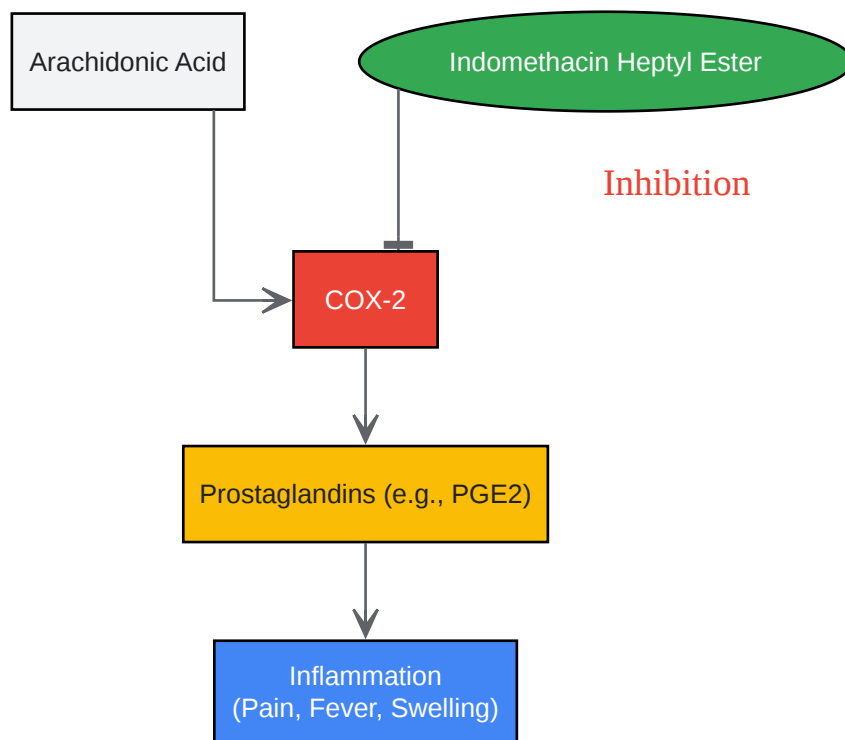 Arachidonic Acid
Indomethacin Heptyl Ester
Inhibition
COX-2
Prostaglandins (e.g., PGE2)
Inflammation
(Pain, Fever, Swelling)